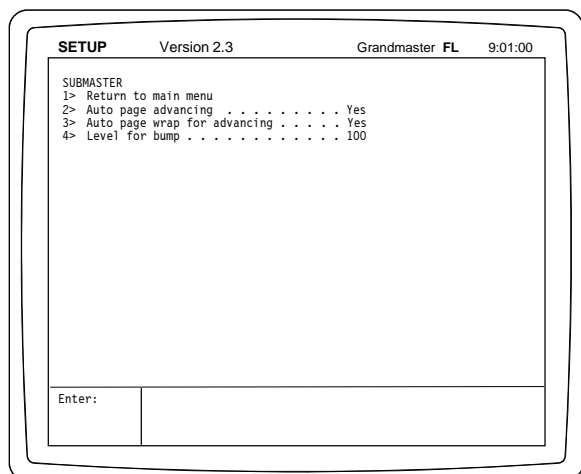 SETUP Version 2.3 Grandmaster FL 9:01:00
SUBMASTER
1> Return to main menu
2> Auto page advancing . . . . . . . . . Yes
3> Auto page wrap for advancing . . . . . Yes
4> Level for bump . . . . . . . . . . . . 100
Enter: